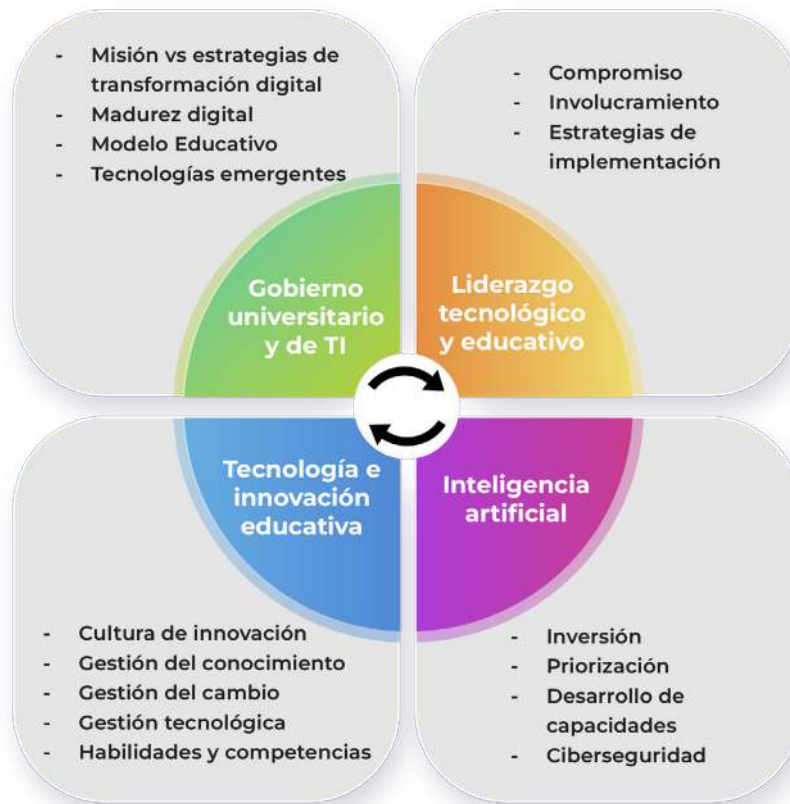 - Misión vs estrategias de
transformación digital
- Madurez digital
- Modelo Educativo
- Tecnologías emergentes
- Compromiso
- Involucramiento
- Estrategias de
implementación
Gobierno
universitario
y de TI
Liderazgo
tecnológico
y educativo
Tecnología e
innovación
educativa
Inteligencia
artificial
- Cultura de innovación
- Gestión del conocimiento
- Gestión del cambio
- Gestión tecnológica
- Habilidades y competencias
- Inversión
- Priorización
- Desarrollo de
capacidades
- Ciberseguridad